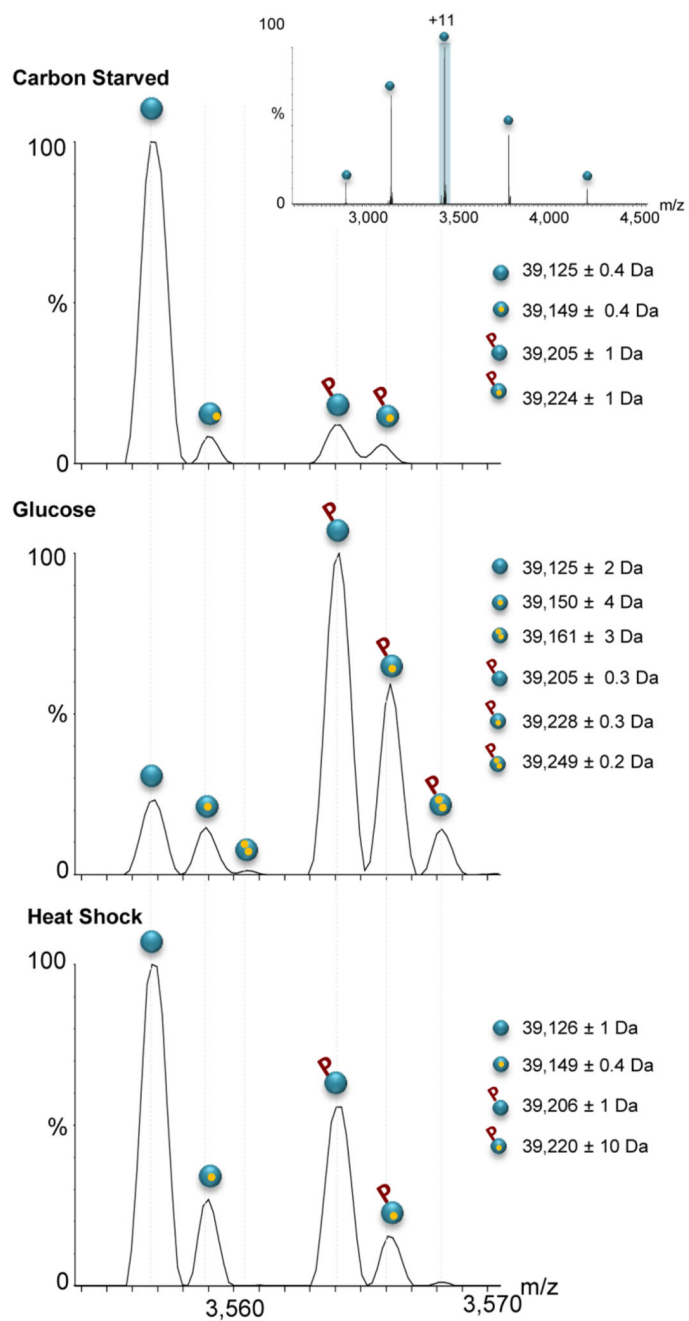 100
+11
Carbon Starved
%
0
3,000
3,500
4,000
4,500
m/z
100
%
0
P
P
39,125 ± 0.4 Da
39,149 ± 0.4 Da
P
39,205 ± 1 Da
P
39,224 ± 1 Da
Glucose
100
%
0
P
P
P
39,125 ± 2 Da
39,150 ± 4 Da
39,161 ± 3 Da
P
39,205 ± 0.3 Da
P
39,228 ± 0.3 Da
P
39,249 ± 0.2 Da
Heat Shock
100
%
0
P
P
39,126 ± 1 Da
39,149 ± 0.4 Da
P
39,206 ± 1 Da
P
39,220 ± 10 Da
3,560
3,570
m/z